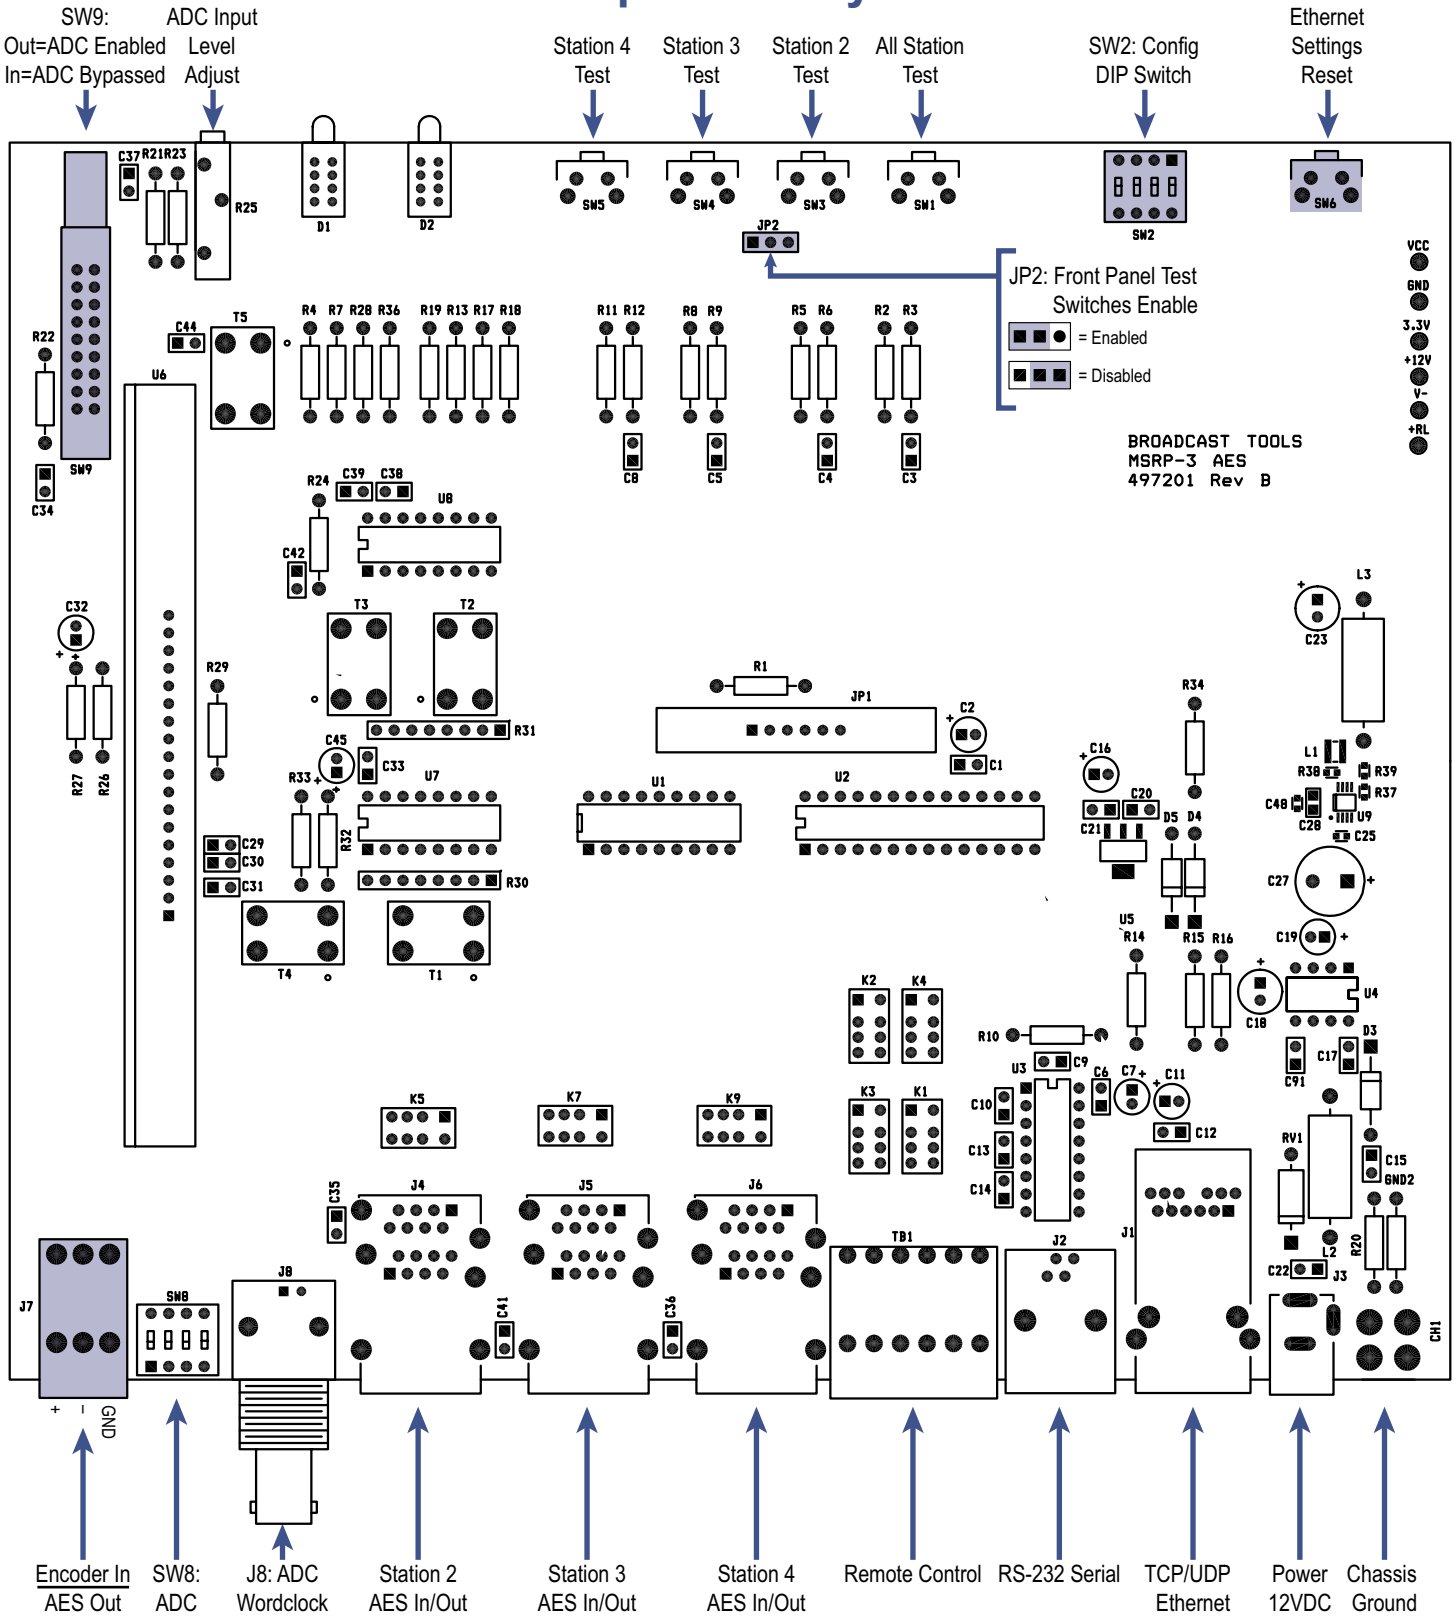 SW9:
Out=ADC Enabled
In=ADC Bypassed
ADC Input
Level
Adjust
Station 4
Test
Station 3
Test
Station 2
Test
All Station
Test
SW2: Config
DIP Switch
Ethernet
Settings
Reset
C37
R21
R23
R25
D1
D2
SW5
SW4
SW3
SW1
SW2
SW6
JP2
JP2: Front Panel Test
Switches Enable
= Enabled
= Disabled
VCC
GND
3.3V
+12V
V-
+RL
R22
C44
T5
U6
SW9
C34
R4
R7
R28
R36
R19
R13
R17
R18
R11
R12
R8
R9
R5
R6
R2
R3
C8
C5
C4
C3
BROADCAST TOOLS
MSRP-3 AES
497201 Rev B
R24
C39
C38
U8
C42
T3
T2
C32
R29
R27
R26
R31
R1
JP1
C2
C1
L3
C23
R34
C16
L1
R38
R39
R37
C48
C28
U9
C25
C45
C33
R33
R32
U7
U1
U2
C20
C21
D5
D4
C29
C30
C31
R30
C27
T4
T1
U5
R14
R15
R16
C19
C18
U4
K2
K4
R10
C9
U3
C6
C7
C11
C91
C17
D3
K5
K7
K9
K3
K1
C10
C13
C14
C12
RV1
C15
GND2
C35
J4
J5
J6
TB1
J2
J1
L2
R20
C22
J3
CH1
J7
SW8
J8
C41
C36
+ - GND
Encoder In
AES Out
SW8:
ADC
J8: ADC
Wordclock
Station 2
AES In/Out
Station 3
AES In/Out
Station 4
AES In/Out
Remote Control
RS-232 Serial
TCP/UDP
Ethernet
Power
12VDC
Chassis
Ground